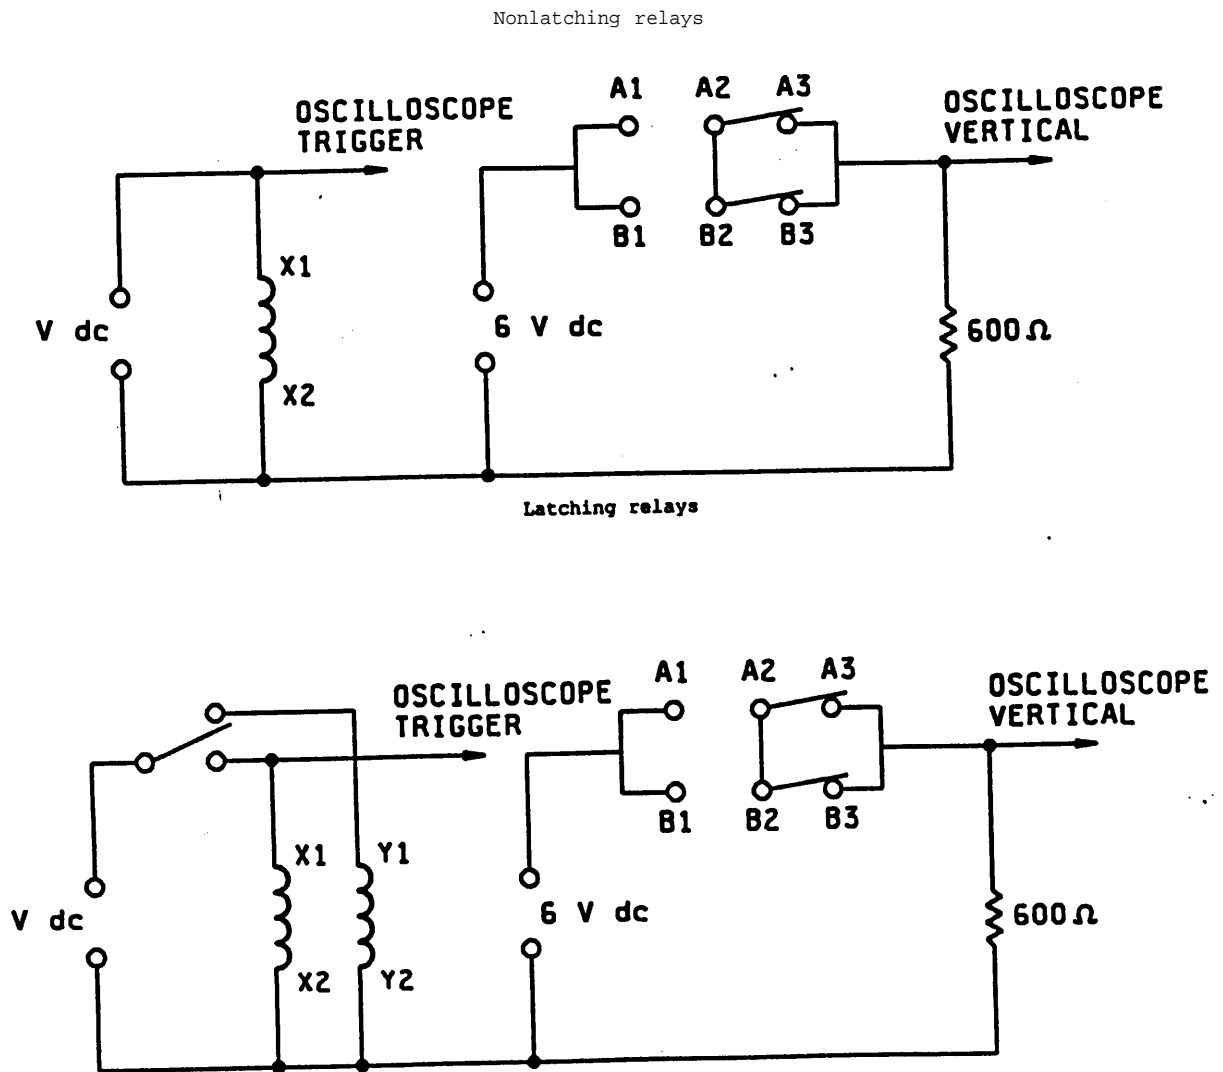 Nonlatching relays
A1 A2 A3
OSCILLOSCOPE
TRIGGER
OSCILLOSCOPE
VERTICAL
B1 B2 B3
X1
V dc
6 V dc
600Ω
X2
Latching relays
A1 A2 A3
OSCILLOSCOPE
TRIGGER
OSCILLOSCOPE
VERTICAL
B1 B2 B3
X1 Y1
V dc
6 V dc
600Ω
X2 Y2